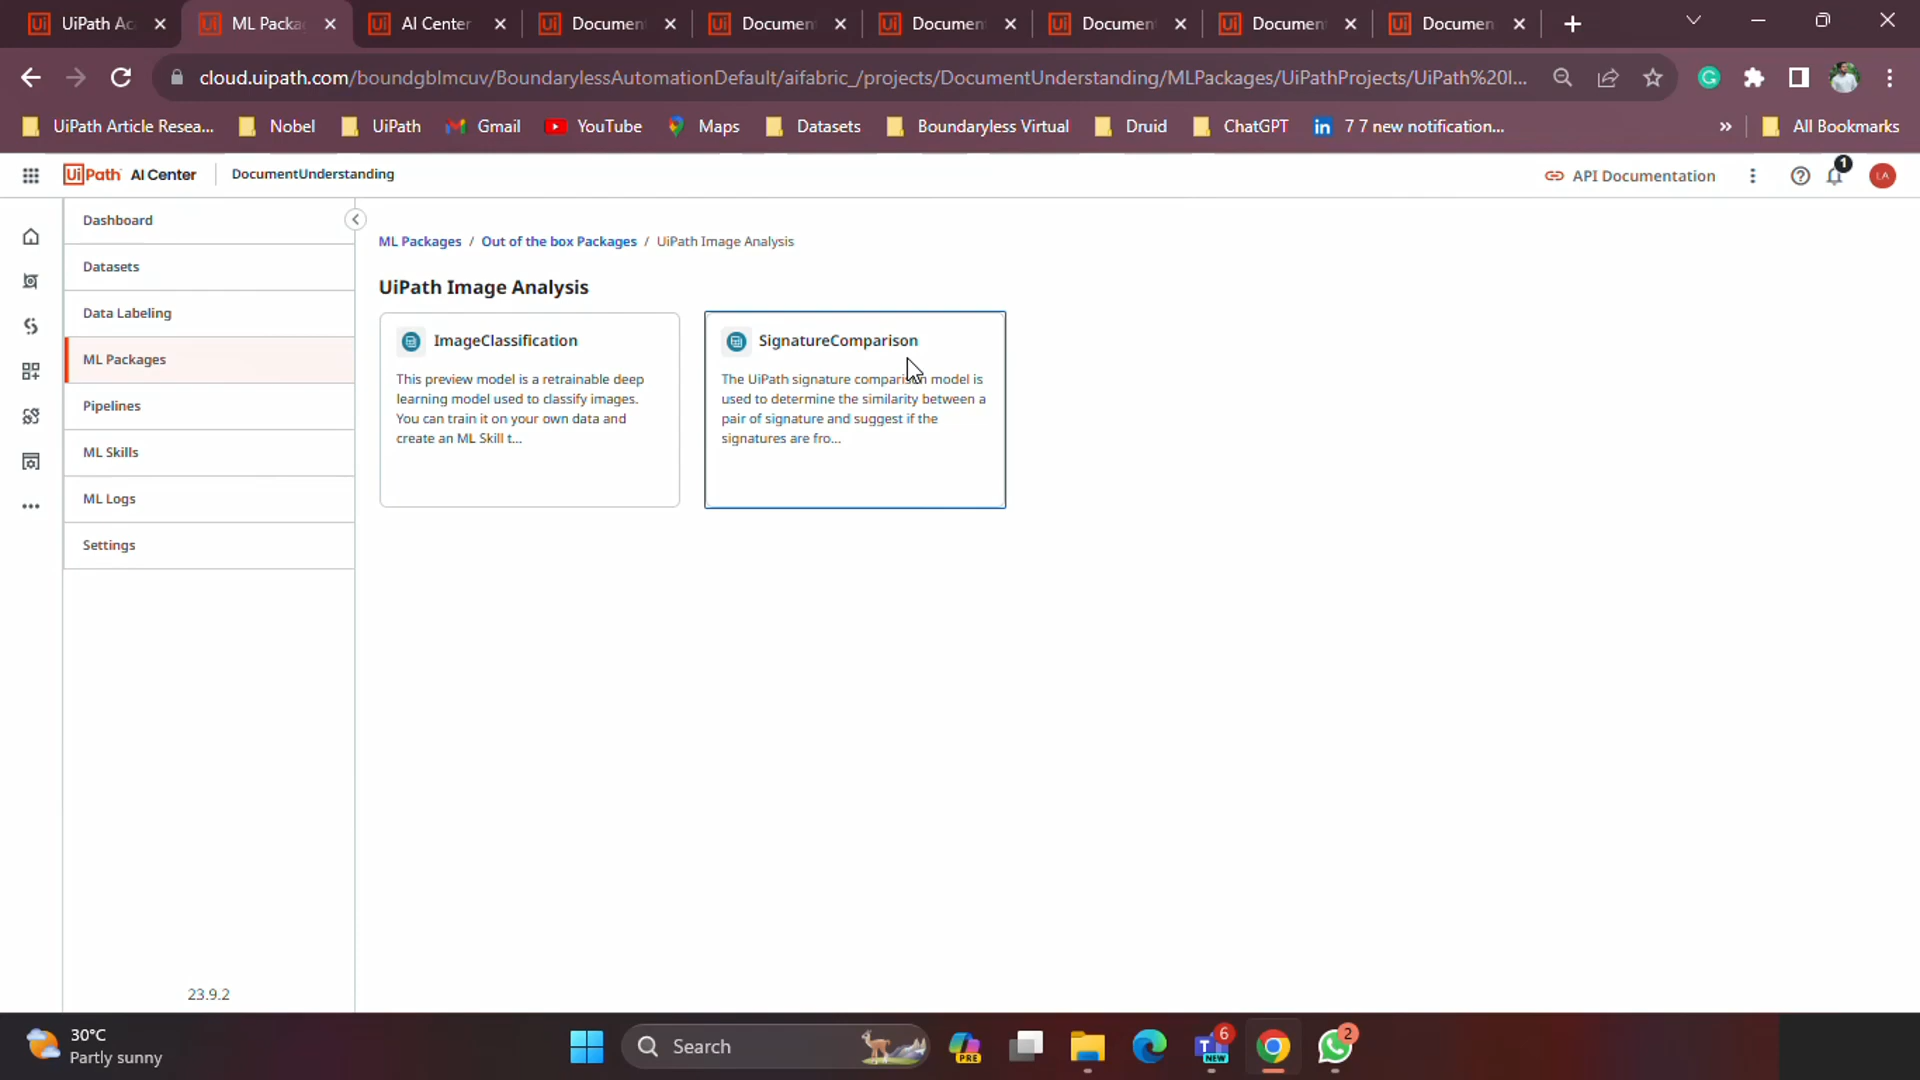 UiPath Ac
ML Packa
AI Center
Documen
Documen
Documen
Documen
Documen
Documen
cloud.uipath.com/boundgblmcuv/BoundarylessAutomationDefault/aifabric_/projects/DocumentUnderstanding/MLPackages/UiPathProjects/UiPath%20I...
UiPath Article Resea...
Nobel
UiPath
Gmail
YouTube
Maps
Datasets
Boundaryless Virtual
Druid
ChatGPT
7 7 new notification...
»
All Bookmarks
UiPath AI Center
DocumentUnderstanding
API Documentation
1
LA
Dashboard
Datasets
Data Labeling
ML Packages
Pipelines
ML Skills
ML Logs
Settings
23.9.2
ML Packages / Out of the box Packages / UiPath Image Analysis
UiPath Image Analysis
ImageClassification
This preview model is a retrainable deep
learning model used to classify images.
You can train it on your own data and
create an ML Skill t...
SignatureComparison
The UiPath signature comparison model is
used to determine the similarity between a
pair of signature and suggest if the
signatures are fro...
30°C
Partly sunny
Search
PRE
6
NEW
2